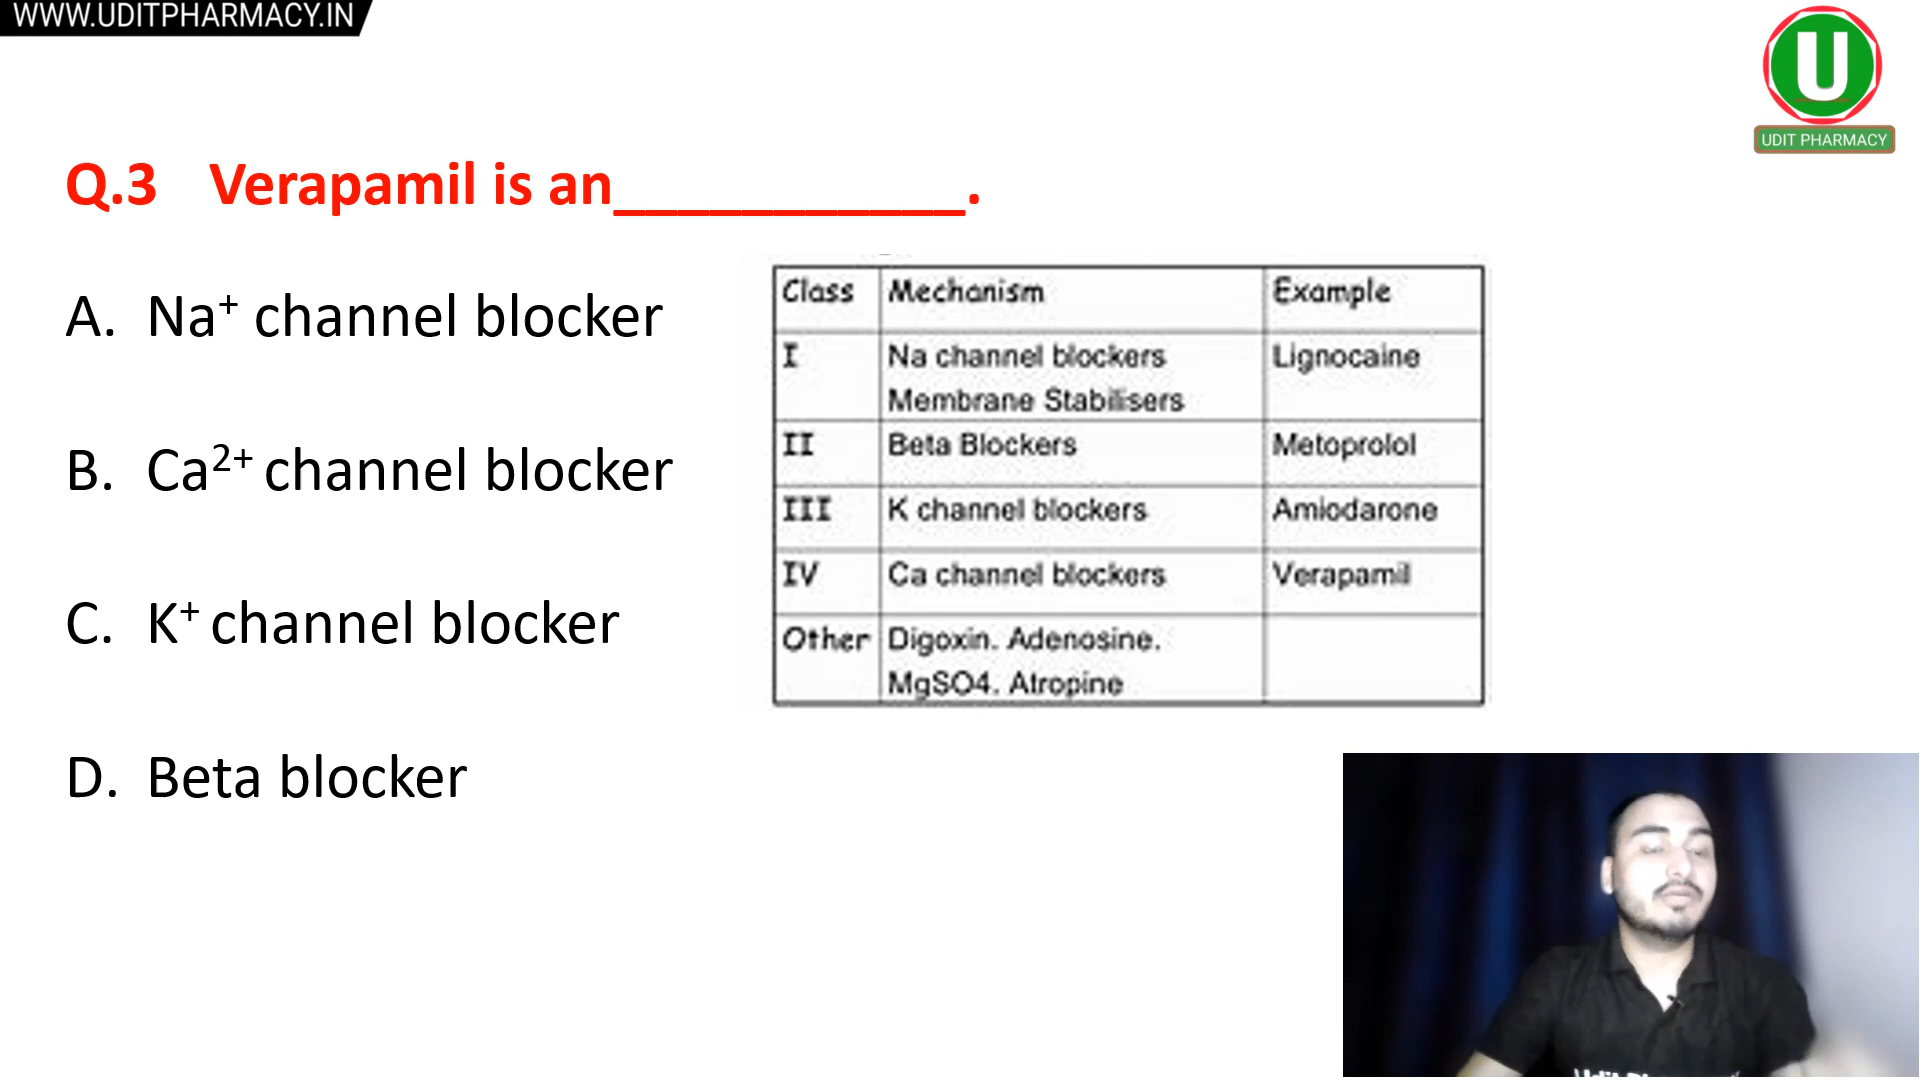 WWW.UDITPHARMACY.IN
U
UDIT PHARMACY
Q.3 Verapamil is an___________.
A. Na⁺ channel blocker
B. Ca²⁺ channel blocker
C. K⁺ channel blocker
D. Beta blocker
Class Mechanism Example
I Na channel blockers Lignocaine
Membrane Stabilisers
II Beta Blockers Metoprolol
III K channel blockers Amiodarone
IV Ca channel blockers Verapamil
Other Digoxin. Adenosine.
MgSO4. Atropine